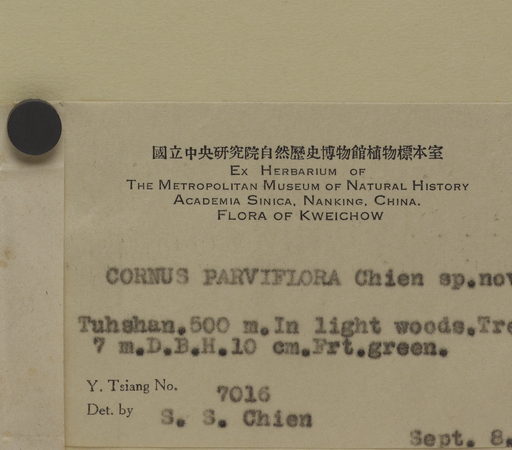 國立中央研究院自然歷史博物館植物標本室
EX HERBARIUM OF
THE METROPOLITAN MUSEUM OF NATURAL HISTORY
ACADEMIA SINICA, NANKING, CHINA.
FLORA OF KWEICHOW
CORNUS PARVIFLORA Chien sp.nov
Tuhshan.500 m.In light woods.Tre
7 m.D.B.H.10 cm.Frt.green.
Y. Tsiang No. 7016
Det. by S. S. Chien
Sept. 8.